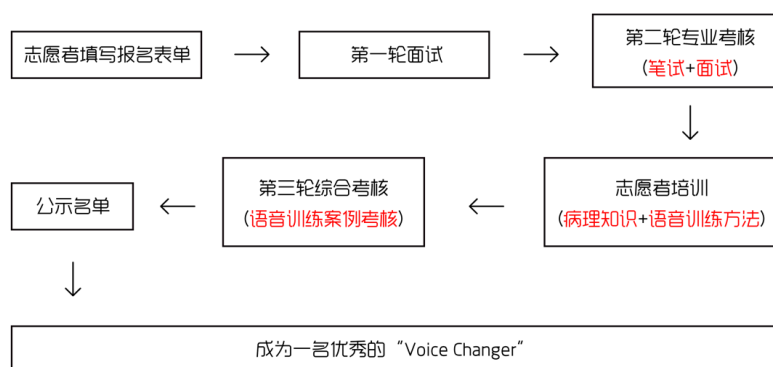 志愿者填写报名表单
第一轮面试
第二轮专业考核
(笔试+面试)
志愿者培训
(病理知识+语音训练方法)
第三轮综合考核
(语音训练案例考核)
公示名单
成为一名优秀的“Voice Changer”